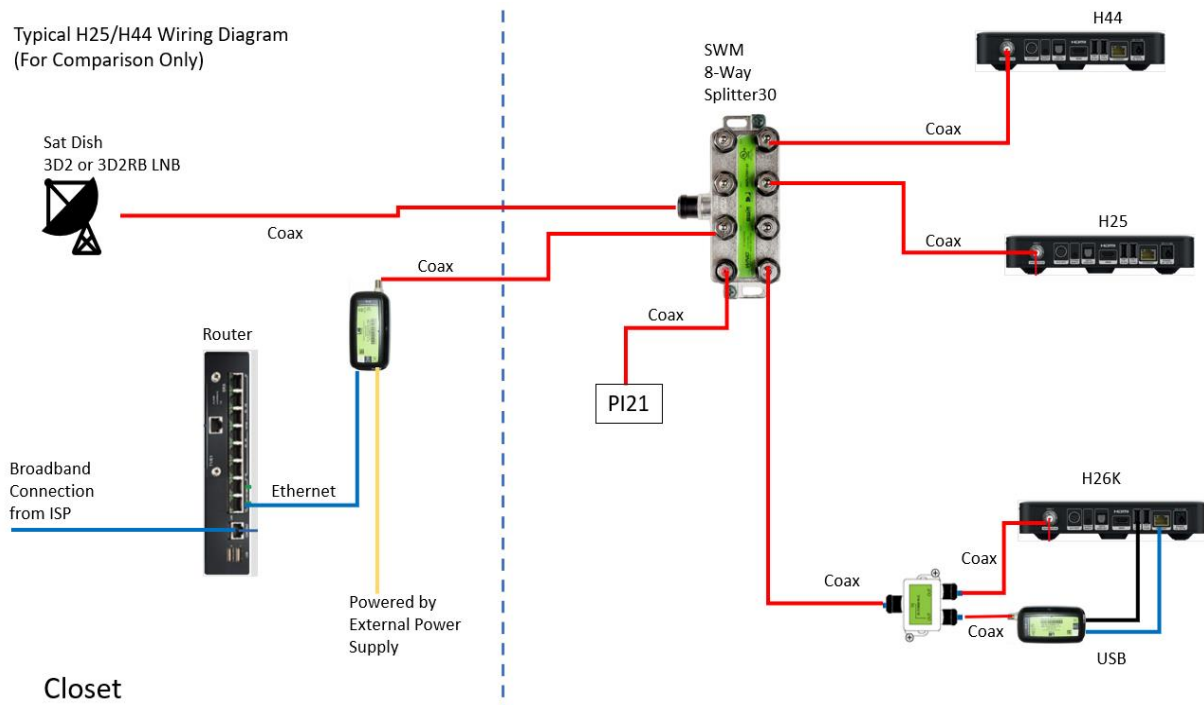 Typical H25/H44 Wiring Diagram
(For Comparison Only)
Sat Dish
3D2 or 3D2RB LNB
Coax
SWM
8-Way
Splitter30
H44
Coax
H25
Coax
Coax
Coax
PI21
Router
Broadband
Connection
from ISP
Ethernet
Powered by
External Power
Supply
H26K
Coax
Coax
Coax
USB
Closet